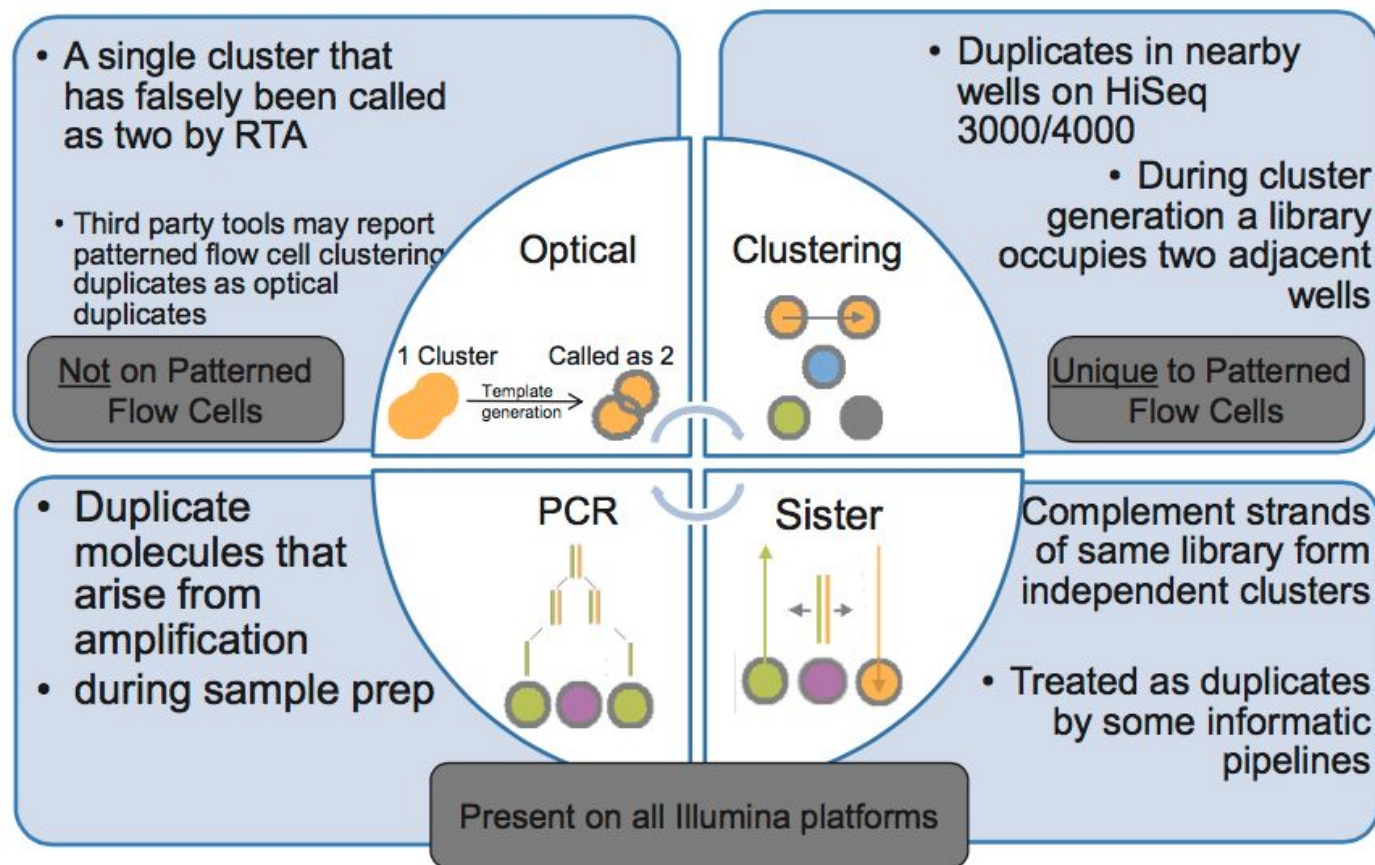 • A single cluster that
has falsely been called
as two by RTA
• Third party tools may report
patterned flow cell clustering
duplicates as optical
duplicates
Not on Patterned
Flow Cells
Optical
1 Cluster
Called as 2
Template
generation
• Duplicates in nearby
wells on HiSeq
3000/4000
• During cluster
generation a library
occupies two adjacent
wells
Clustering
Unique to Patterned
Flow Cells
• Duplicate
molecules that
arise from
amplification
• during sample prep
PCR
Sister
Complement strands
of same library form
independent clusters
• Treated as duplicates
by some informatic
pipelines
Present on all Illumina platforms